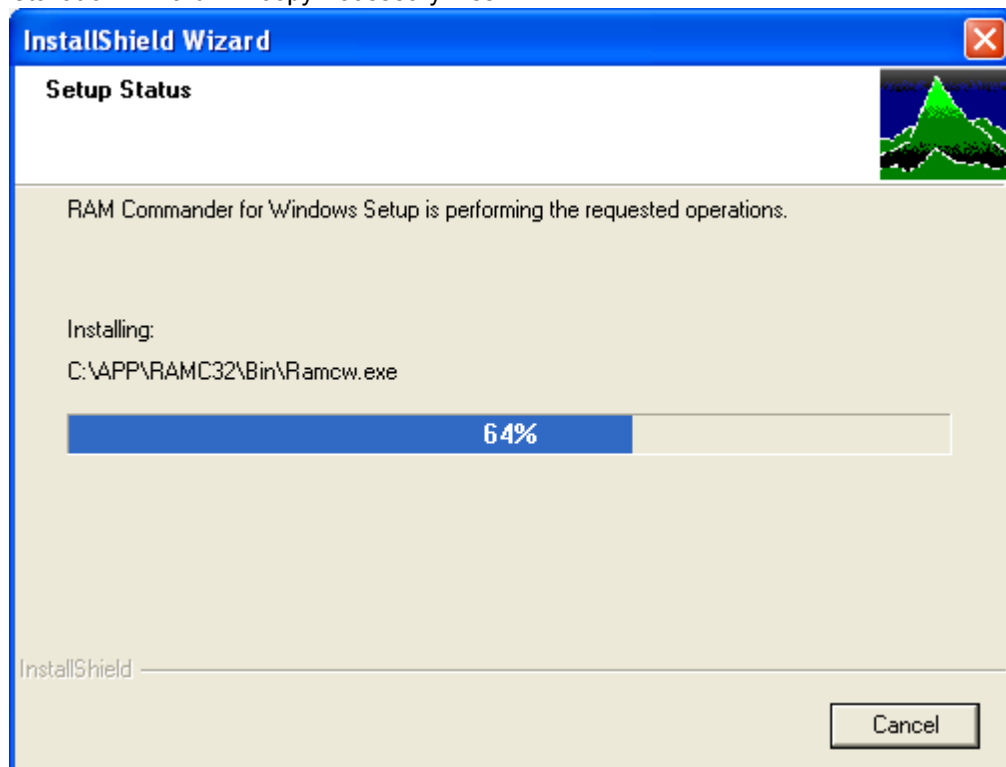 InstallShield Wizard
Setup Status
RAM Commander for Windows Setup is performing the requested operations.
Installing:
C:\APP\RAMC32\Bin\Ramcw.exe
64%
InstallShield
Cancel